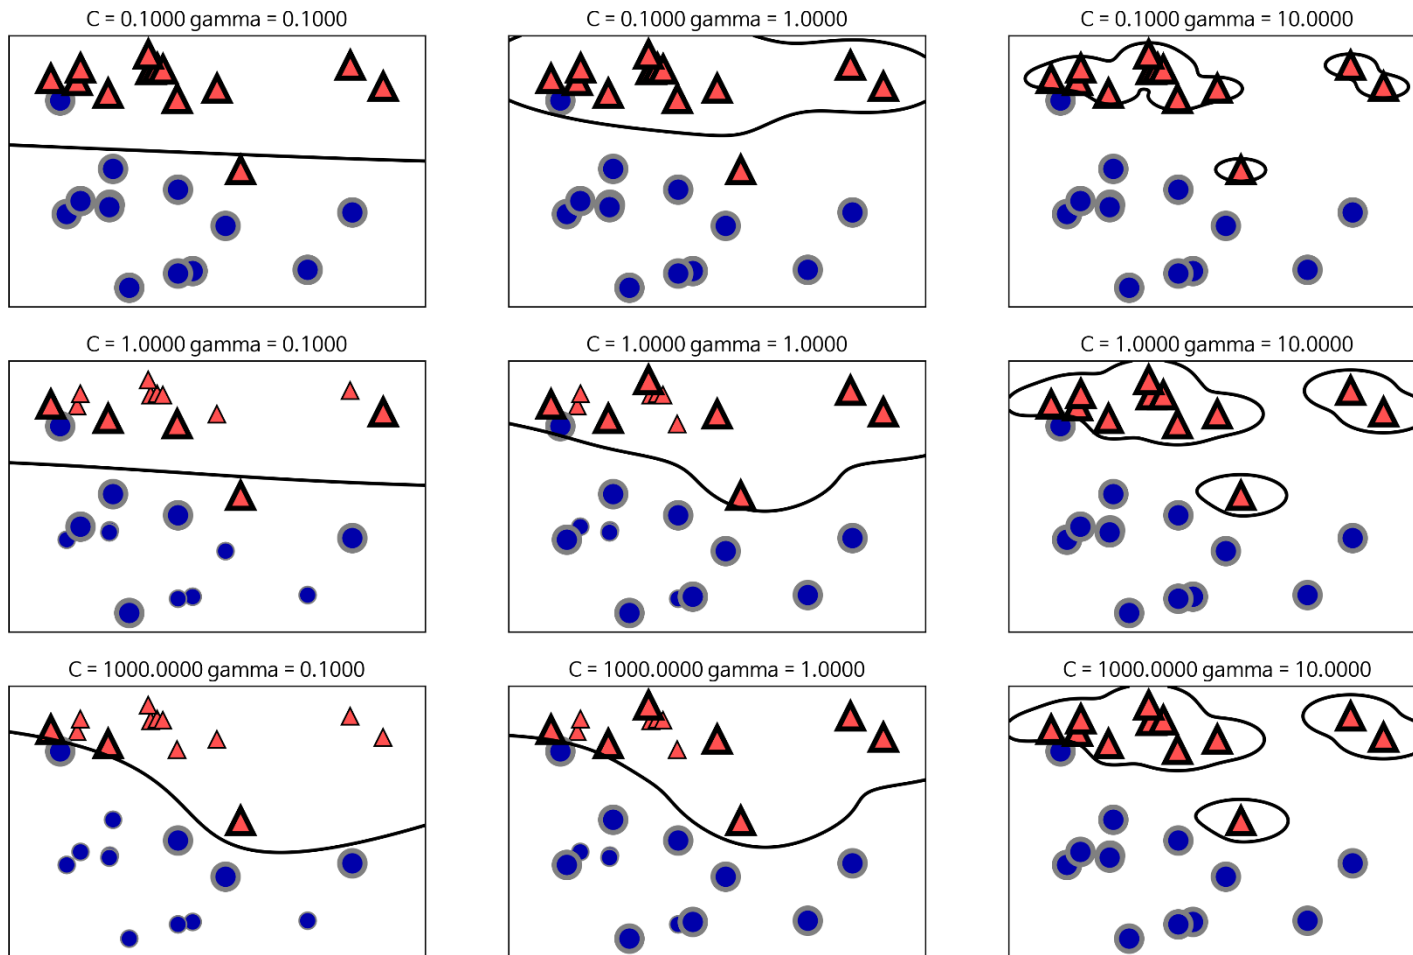 C = 0.1000 gamma = 0.1000
C = 0.1000 gamma = 1.0000
C = 0.1000 gamma = 10.0000
C = 1.0000 gamma = 0.1000
C = 1.0000 gamma = 1.0000
C = 1.0000 gamma = 10.0000
C = 1000.0000 gamma = 0.1000
C = 1000.0000 gamma = 1.0000
C = 1000.0000 gamma = 10.0000